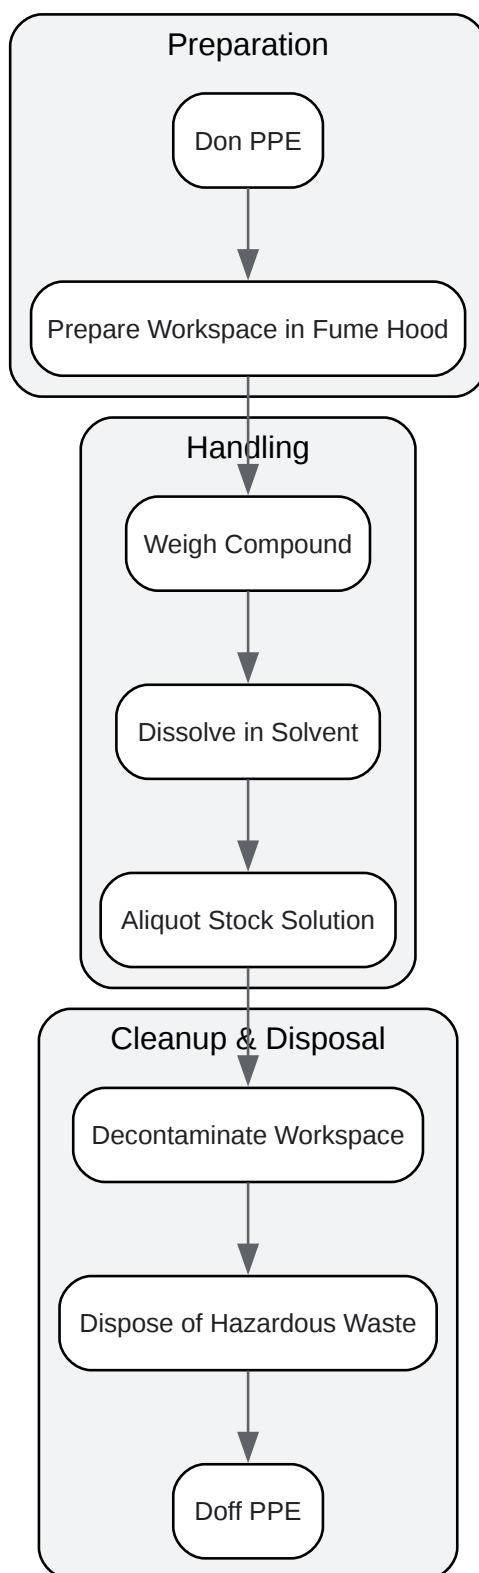 Preparation
Don PPE
Prepare Workspace in Fume Hood
Handling
Weigh Compound
Dissolve in Solvent
Aliquot Stock Solution
Cleanup & Disposal
Decontaminate Workspace
Dispose of Hazardous Waste
Doff PPE